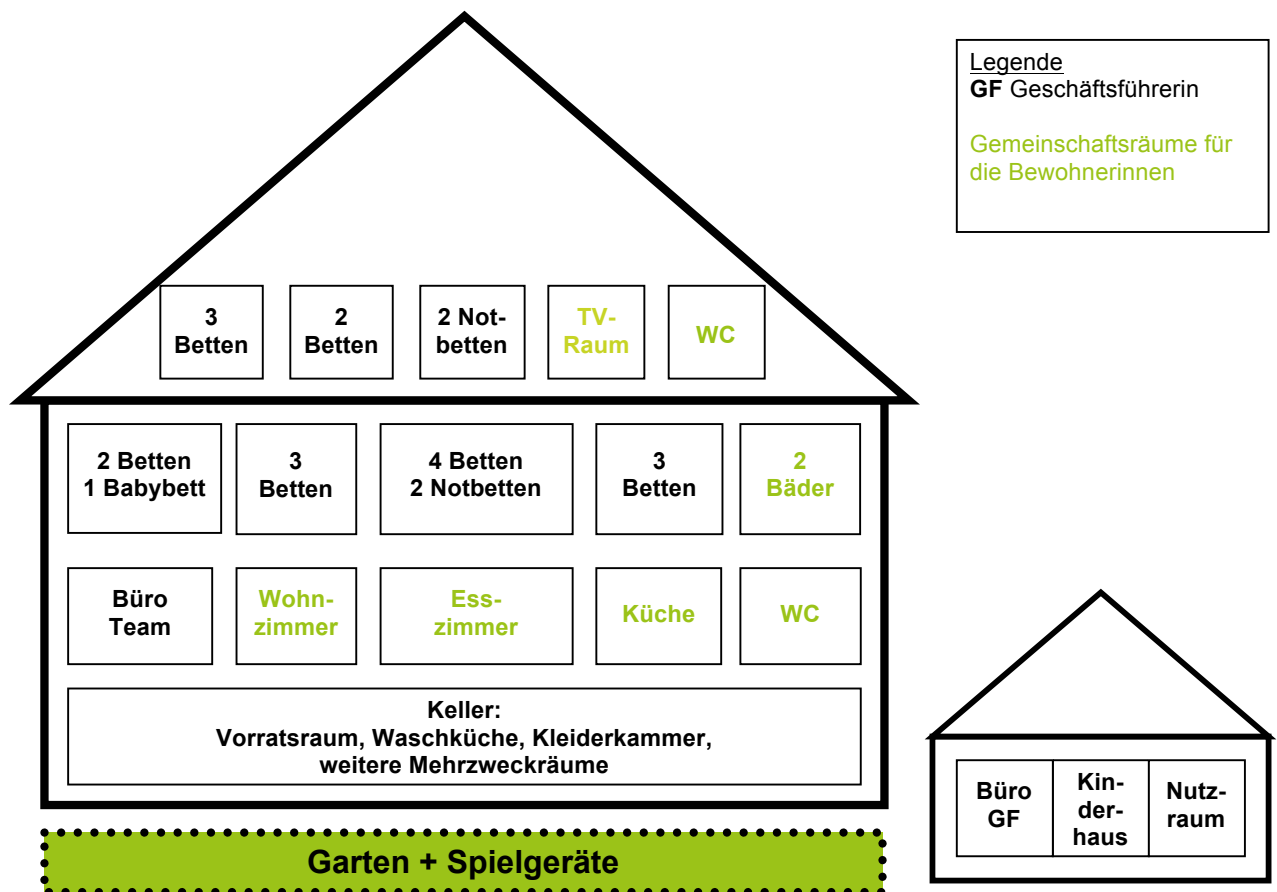 Legende
GF Geschäftsführerin
Gemeinschaftsräume für
die Bewohnerinnen
3
Betten
2
Betten
2 Not-
betten
TV-
Raum
WC
2 Betten
1 Babybett
3
Betten
4 Betten
2 Notbetten
3
Betten
2
Bäder
Büro
Team
Wohn-
zimmer
Ess-
zimmer
Küche
WC
Keller:
Vorratsraum, Waschküche, Kleiderkammer,
weitere Mehrzweckräume
Garten + Spielgeräte
Büro
GF
Kin-
der-
haus
Nutz-
raum